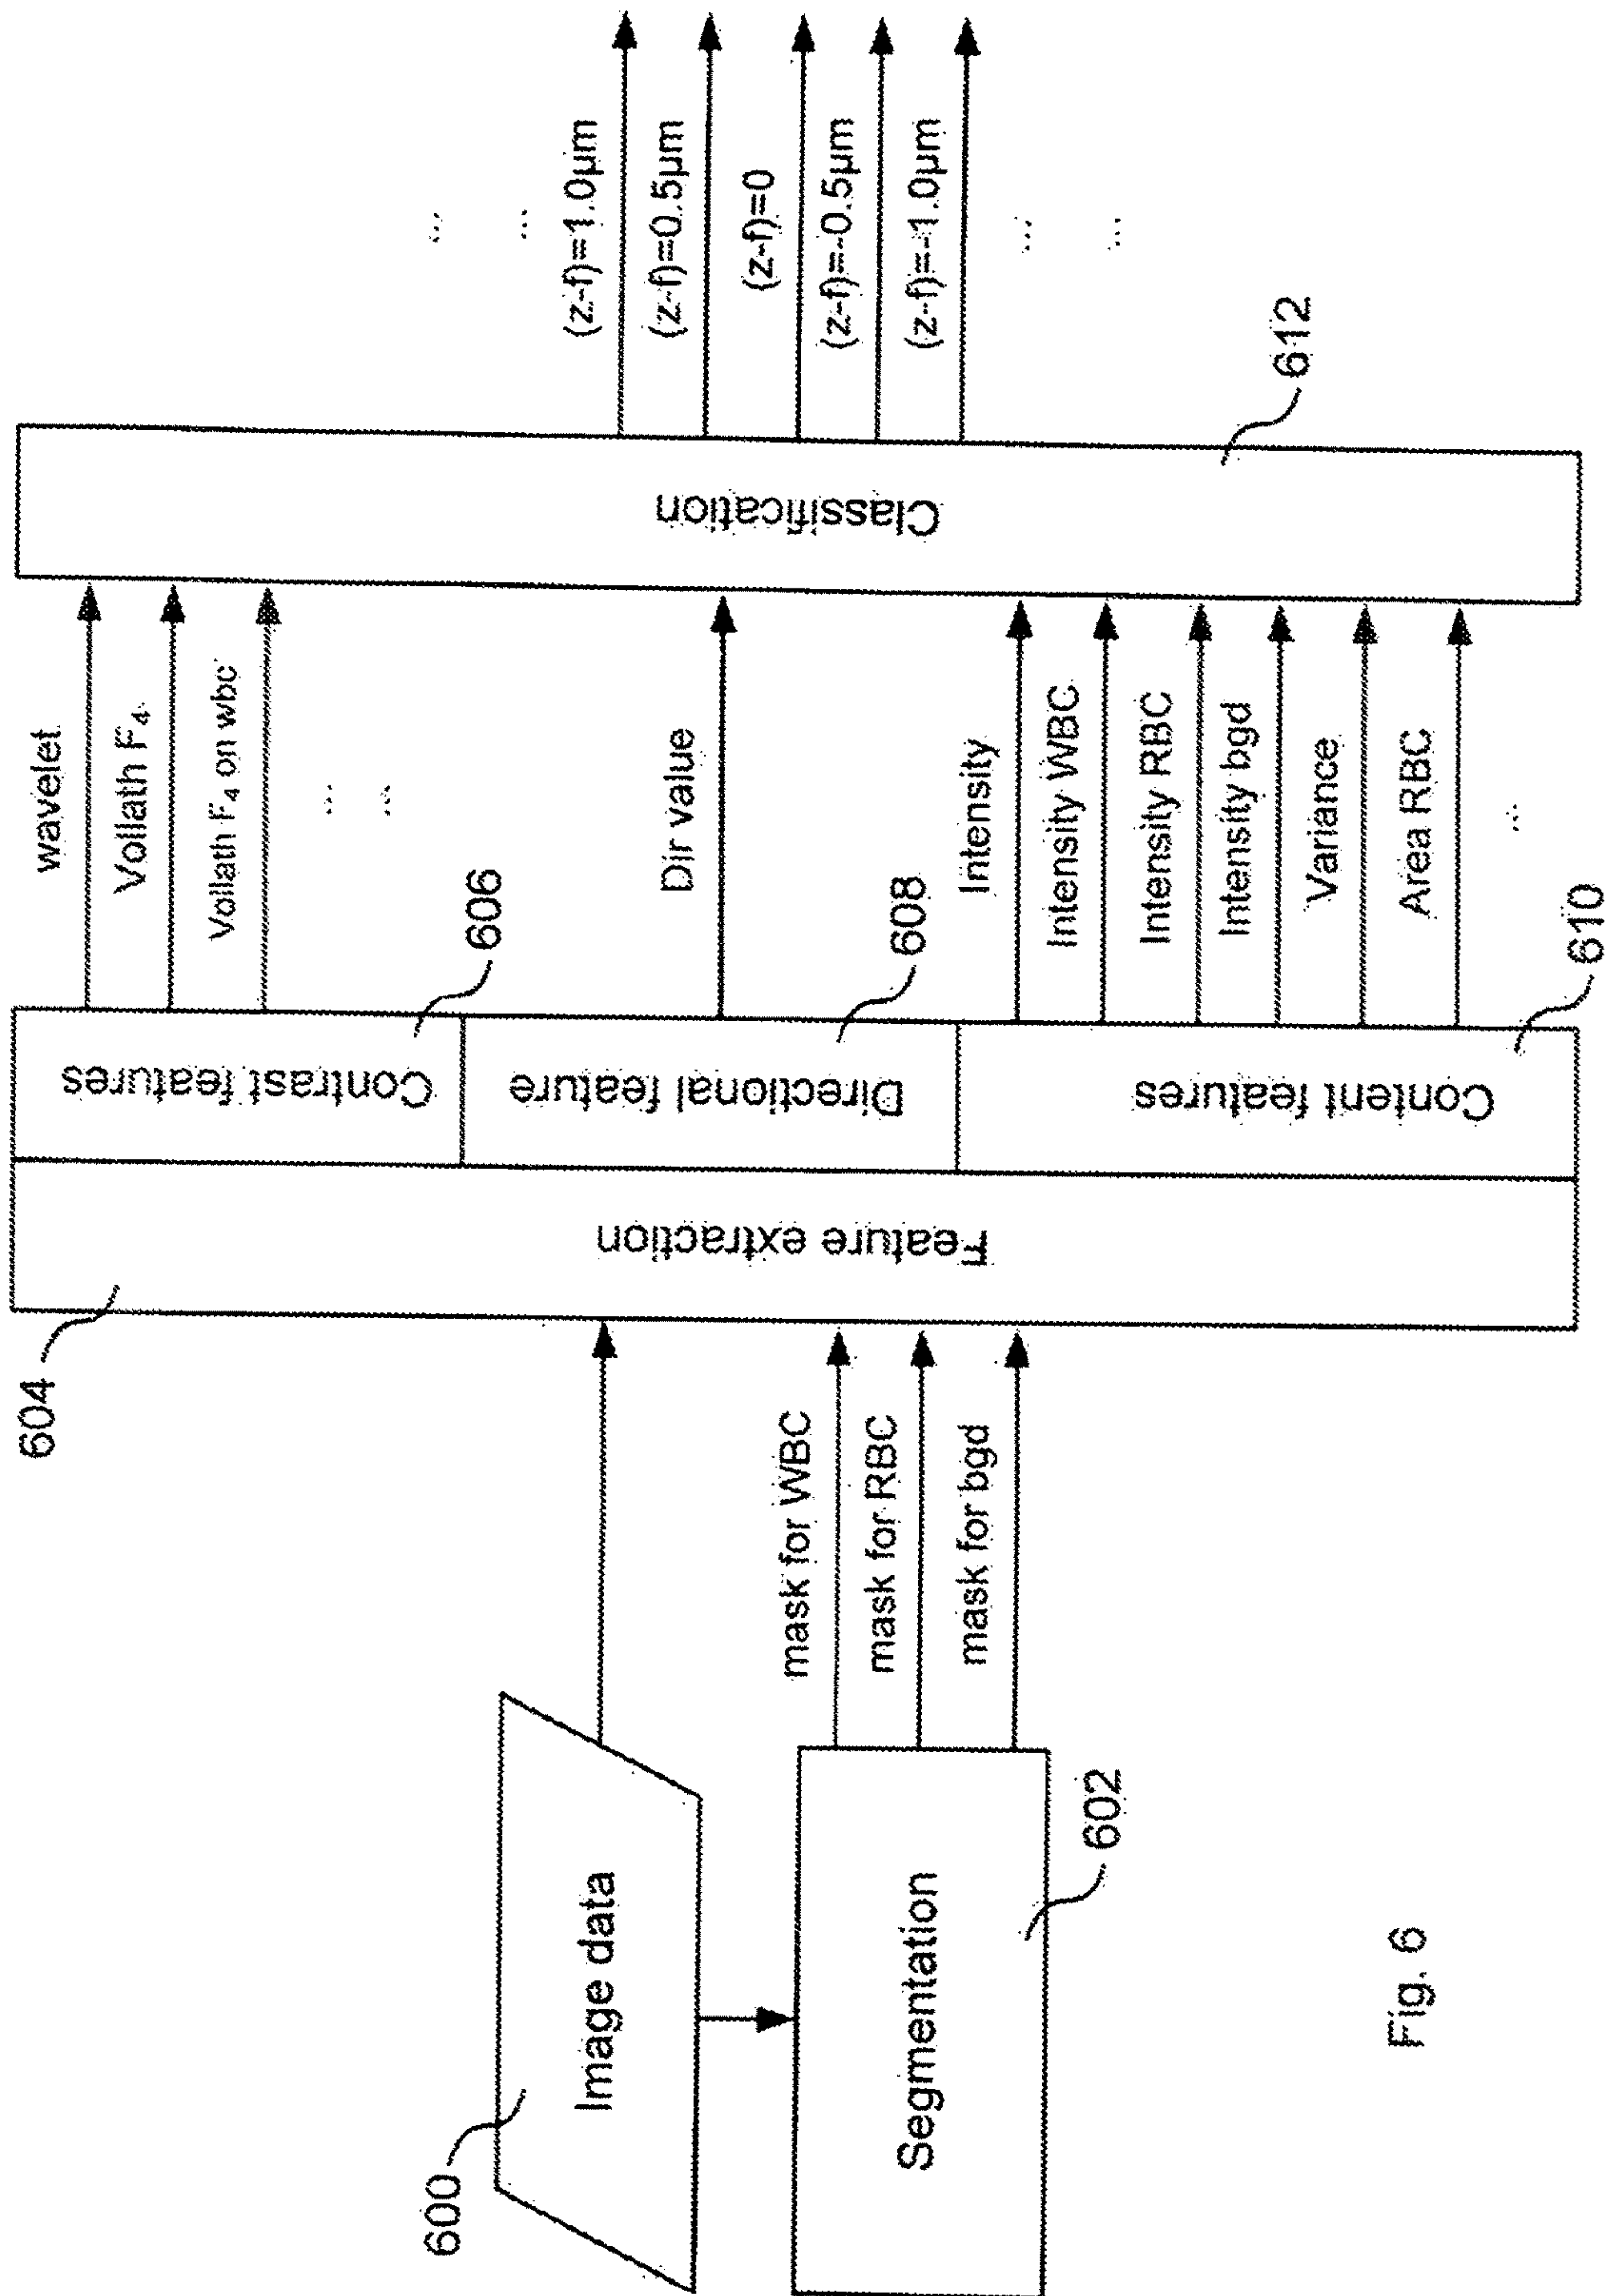 600
Image data
Segmentation
602
mask for WBC
mask for RBC
mask for bgd
604
Feature extraction
Contrast features
606
Directional feature
608
Content features
610
wavelet
Vollath F₄
Vollath F₄ on wbc
...
...
Dir value
Intensity
Intensity WBC
Intensity RBC
Intensity bgd
Variance
Area RBC
...
Classification
612
...
...
(z-f)=1.0µm
(z-f)=0.5µm
(z-f)=0
(z-f)=-0.5µm
(z-f)=-1.0µm
...
...
Fig. 6